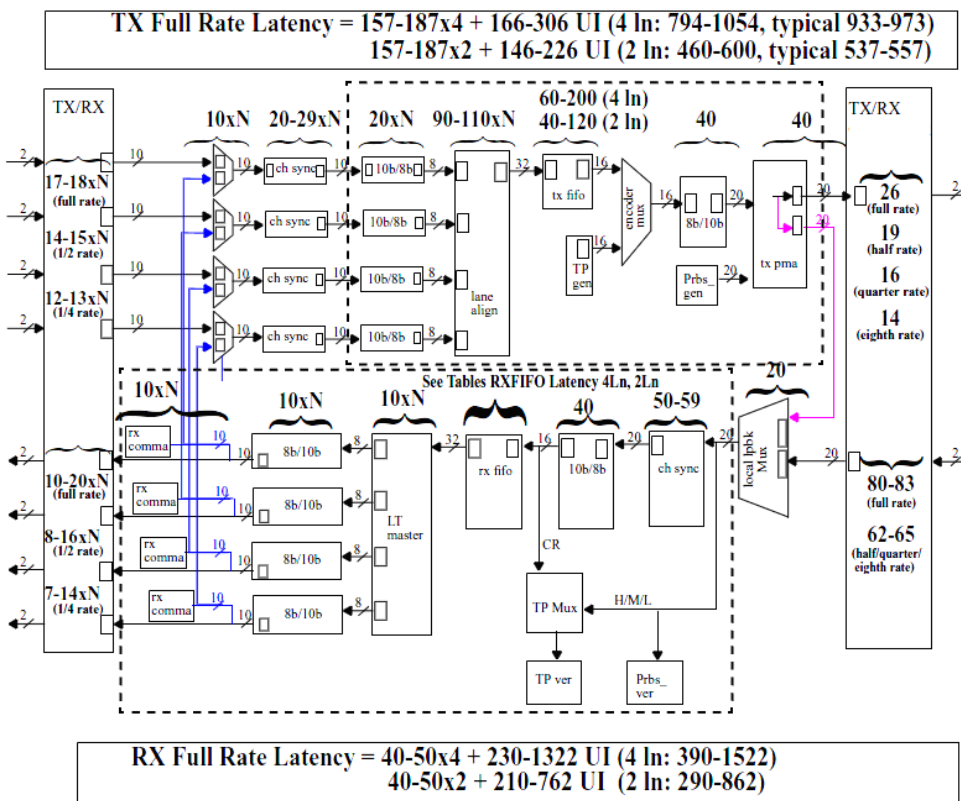 TX Full Rate Latency = 157-187x4 + 166-306 UI (4 ln: 794-1054, typical 933-973)
157-187x2 + 146-226 UI (2 ln: 460-600, typical 537-557)
60-200 (4 ln)
40-120 (2 ln)
10xN
20-29xN
20xN
90-110xN
40
40
TX/RX
TX/RX
2
10
10
ch sync
10
10b/8b
8
32
tx fifo
16
encoder mux
16
8b/10b
20
tx pma
20
2
17-18xN
(full rate)
26
(full rate)
2
10
10
ch sync
10
10b/8b
8
20
14-15xN
(1/2 rate)
19
(half rate)
TP gen
16
2
10
10
ch sync
10
10b/8b
8
lane align
Prbs_gen
20
16
(quarter rate)
12-13xN
(1/4 rate)
14
(eighth rate)
2
10
10
ch sync
10
10b/8b
8
See Tables RXFIFO Latency 4Ln, 2Ln
20
10xN
10xN
10xN
40
50-59
rx comma
10
2
10
8b/10b
8
LT master
32
rx fifo
16
10b/8b
20
ch sync
20
local lpbk Mux
20
2
10-20xN
(full rate)
80-83
(full rate)
rx comma
10
2
10
8b/10b
8
8-16xN
(1/2 rate)
62-65
(half/quarter/
eighth rate)
rx comma
10
2
10
8b/10b
8
CR
7-14xN
(1/4 rate)
rx comma
10
2
10
8b/10b
8
TP Mux
H/M/L
TP ver
Prbs_
ver
RX Full Rate Latency = 40-50x4 + 230-1322 UI (4 ln: 390-1522)
40-50x2 + 210-762 UI (2 ln: 290-862)